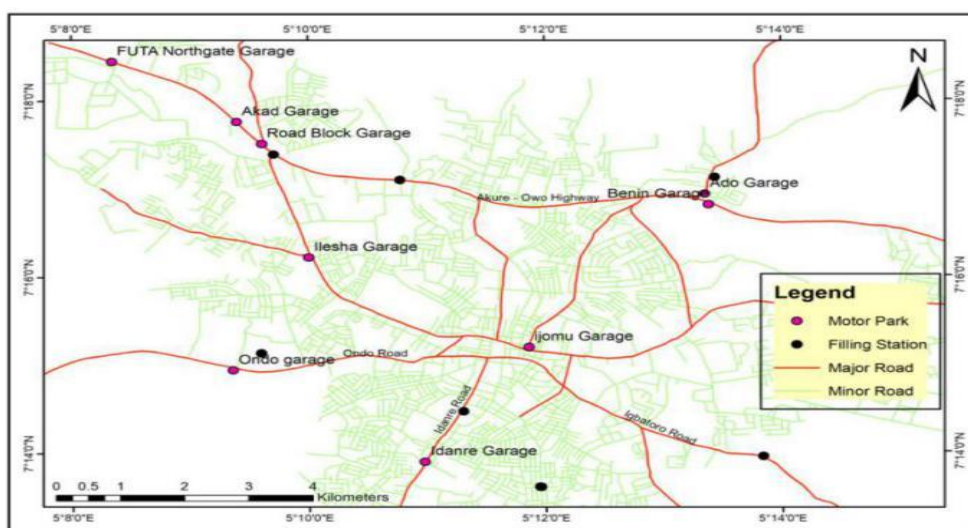 5°8'0"E 5°10'0"E 5°12'0"E 5°14'0"E
FUTA Northgate Garage
N
7°18'0"N 7°18'0"N
Akad Garage
Road Block Garage
Benin Garage Ado Garage
Akure - Owo Highway
Ilesha Garage
7°16'0"N 7°16'0"N
Legend
Motor Park
Filling Station
Major Road
Minor Road
Ijomu Garage
Ondo garage
Ondo Road
Idanre Road
Igbatoro Road
Idanre Garage
7°14'0"N 7°14'0"N
0 0.5 1 2 3 4
Kilometers
5°8'0"E 5°10'0"E 5°12'0"E 5°14'0"E